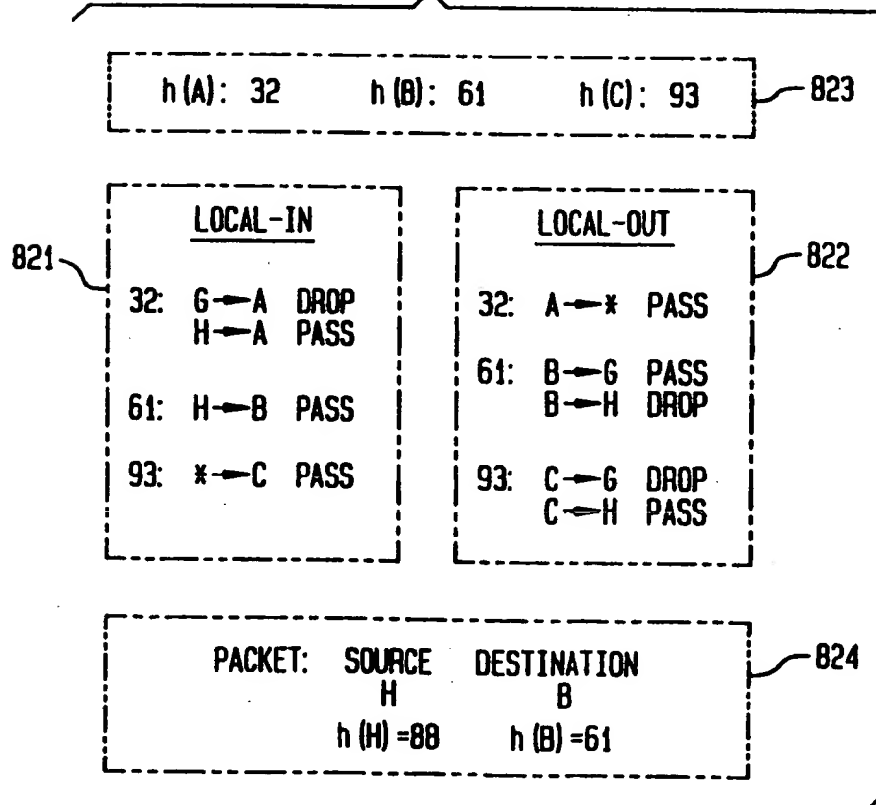 h (A): 32 h (B): 61 h (C): 93
823
LOCAL-IN
821
32: G→A DROP
H→A PASS
61: H→B PASS
93: *→C PASS
LOCAL-OUT
822
32: A→* PASS
61: B→G PASS
B→H DROP
93: C→G DROP
C→H PASS
PACKET: SOURCE DESTINATION
824
H B
h (H) =88 h (B) =61